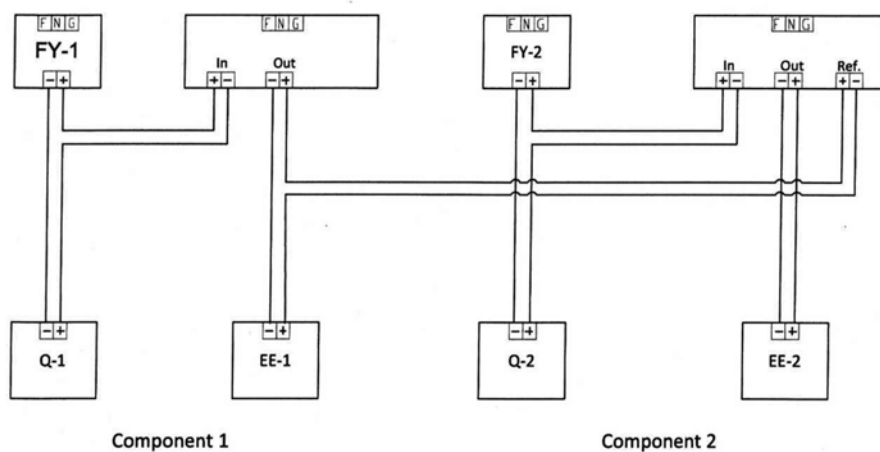 F N G
F N G
F N G
F N G
FY-1
In
Out
FY-2
In
Out
Ref.
− +
+ −
− +
− +
+ −
− +
+ −
− +
− +
− +
− +
Q-1
EE-1
Q-2
EE-2
Component 1
Component 2